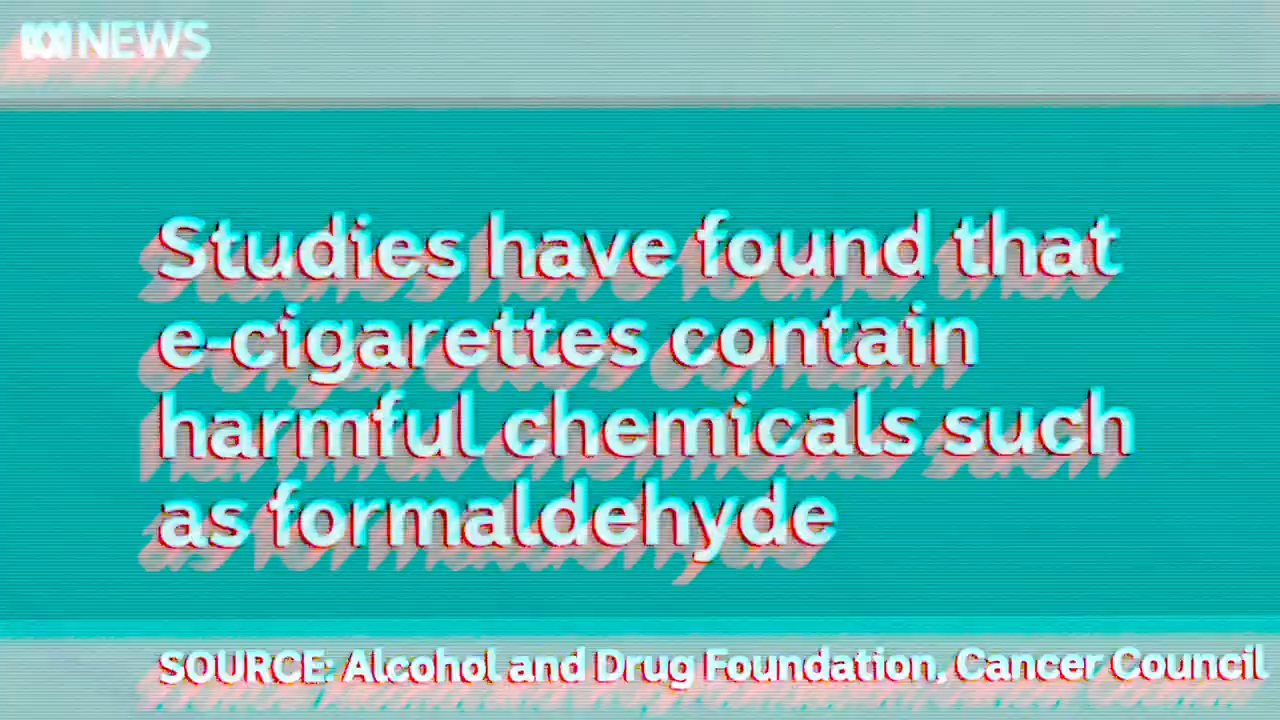 NEWS
Studies have found that
e-cigarettes contain
harmful chemicals such
as formaldehyde
SOURCE: Alcohol and Drug Foundation, Cancer Council